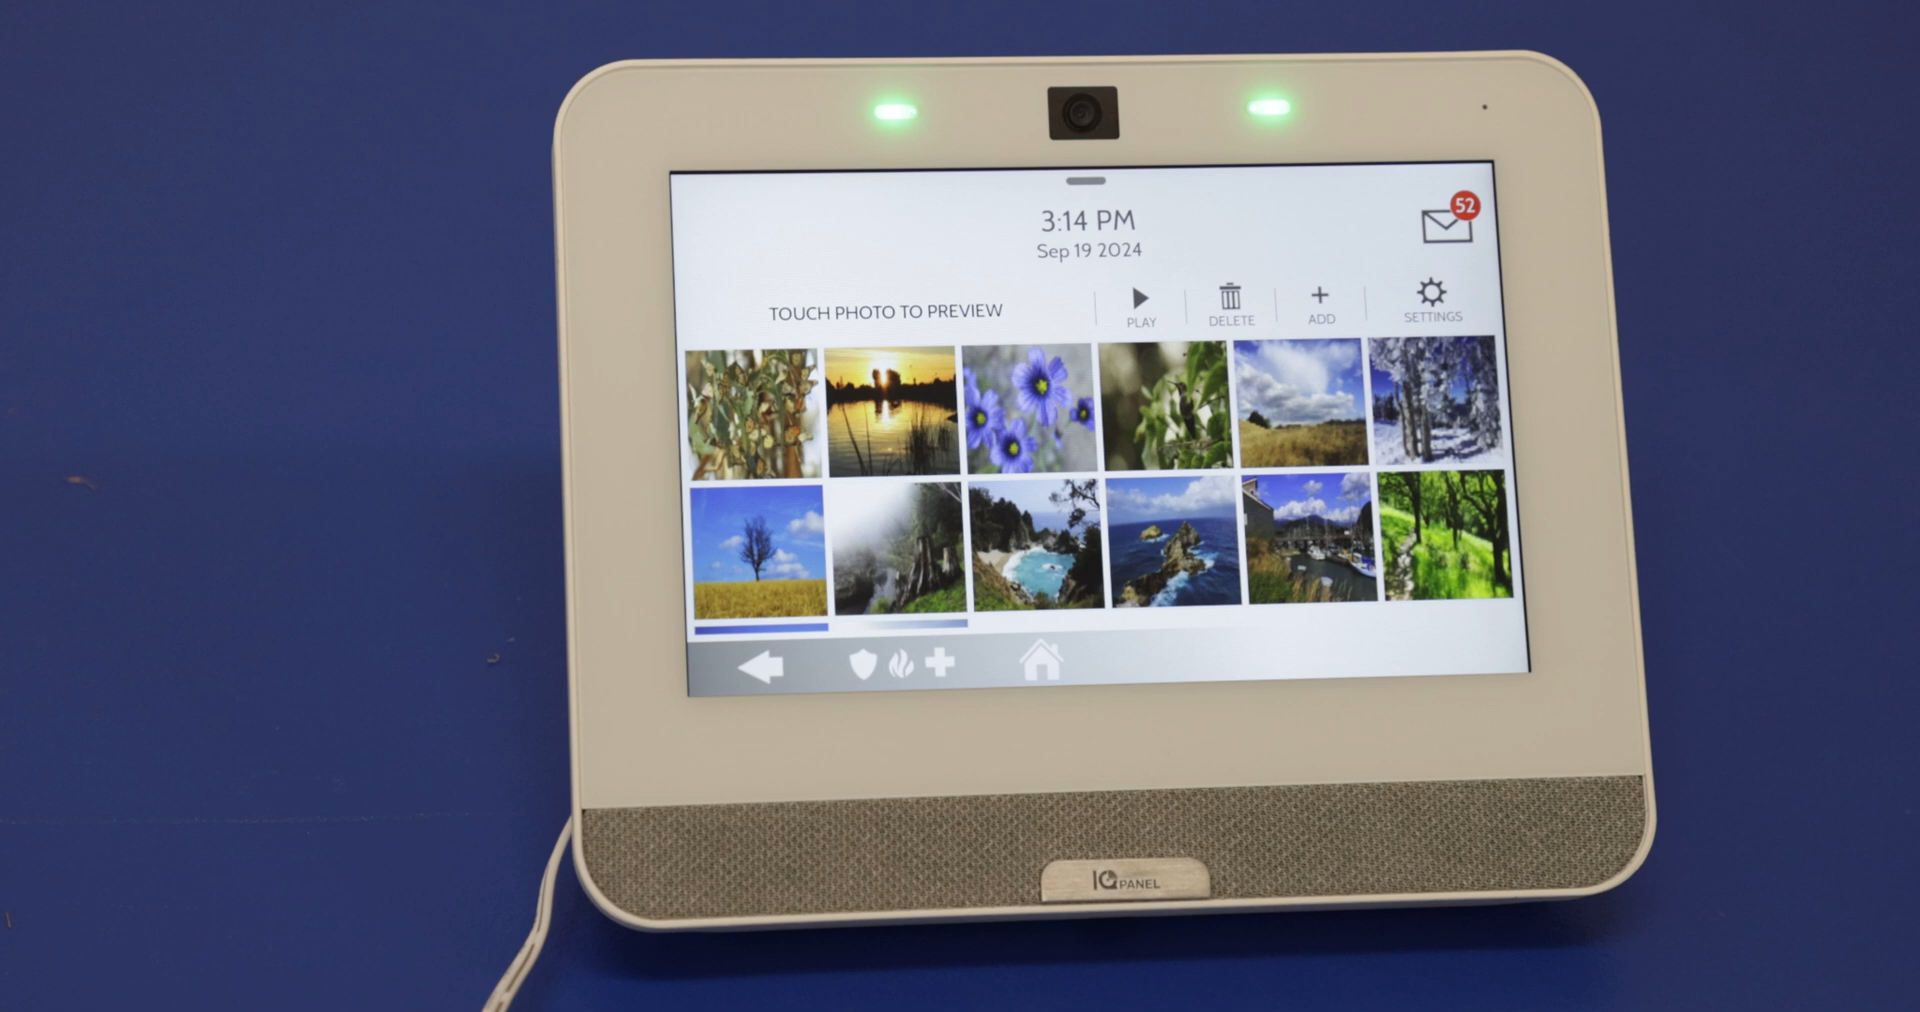 3:14 PM
52
Sep 19 2024
TOUCH PHOTO TO PREVIEW
PLAY
DELETE
ADD
SETTINGS
IQ PANEL